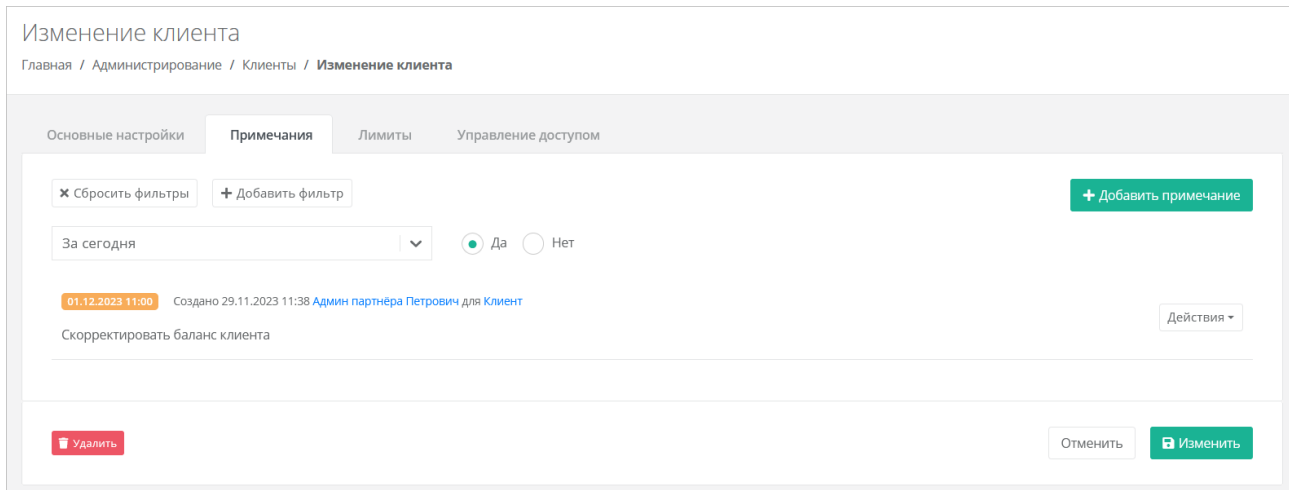 Изменение клиента
Главная / Администрирование / Клиенты / Изменение клиента
Основные настройки Примечания Лимиты Управление доступом
Сбросить фильтры Добавить фильтр Добавить примечание
За сегодня Да Нет
01.12.2023 11:00 Создано 29.11.2023 11:38 Админ партнёра Петрович для Клиент
Действия
Скорректировать баланс клиента
Удалить Отменить Изменить